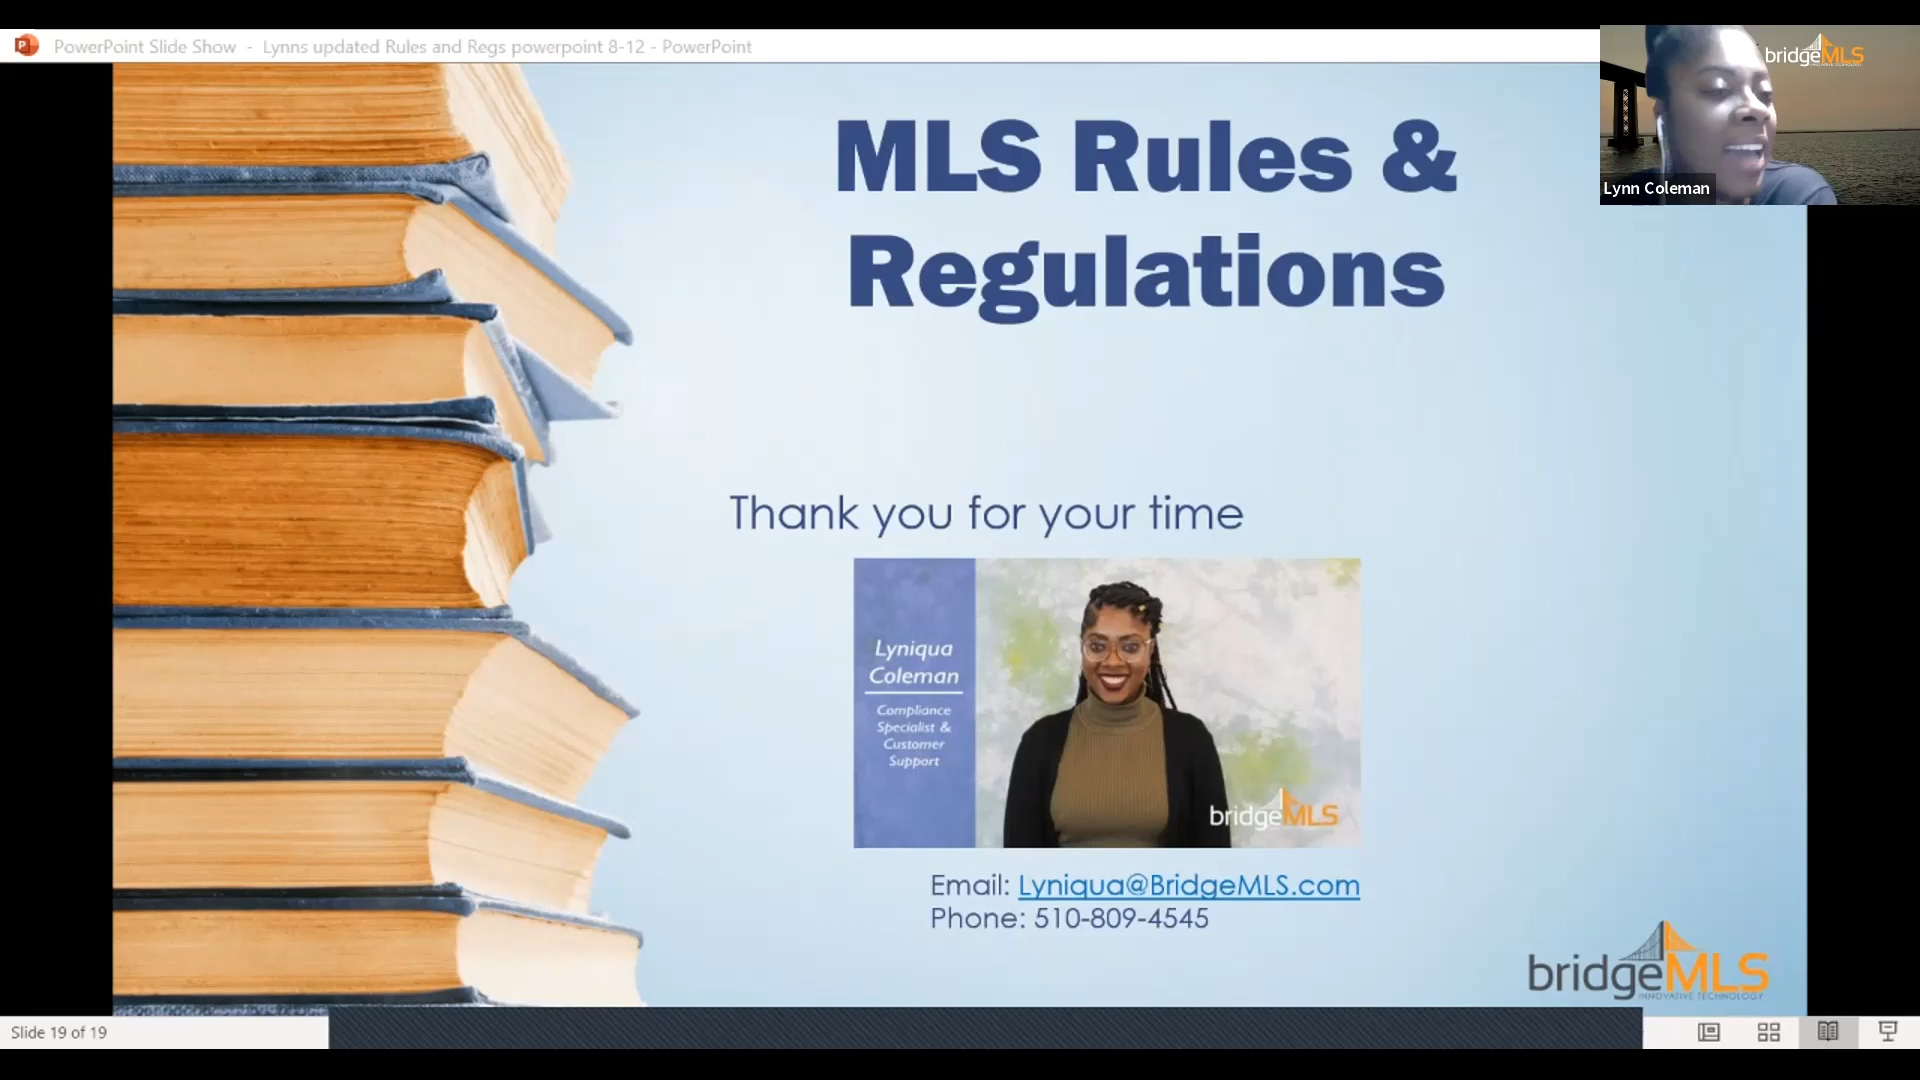 PowerPoint Slide Show - Lynns updated Rules and Regs powerpoint 8-12 - PowerPoint
bridgeMLS
Lynn Coleman
MLS Rules &
Regulations
Thank you for your time
Lyniqua
Coleman
Compliance
Specialist &
Customer
Support
bridgeMLS
Email: Lyniqua@BridgeMLS.com
Phone: 510-809-4545
bridgeMLS
INNOVATIVE TECHNOLOGY
Slide 19 of 19